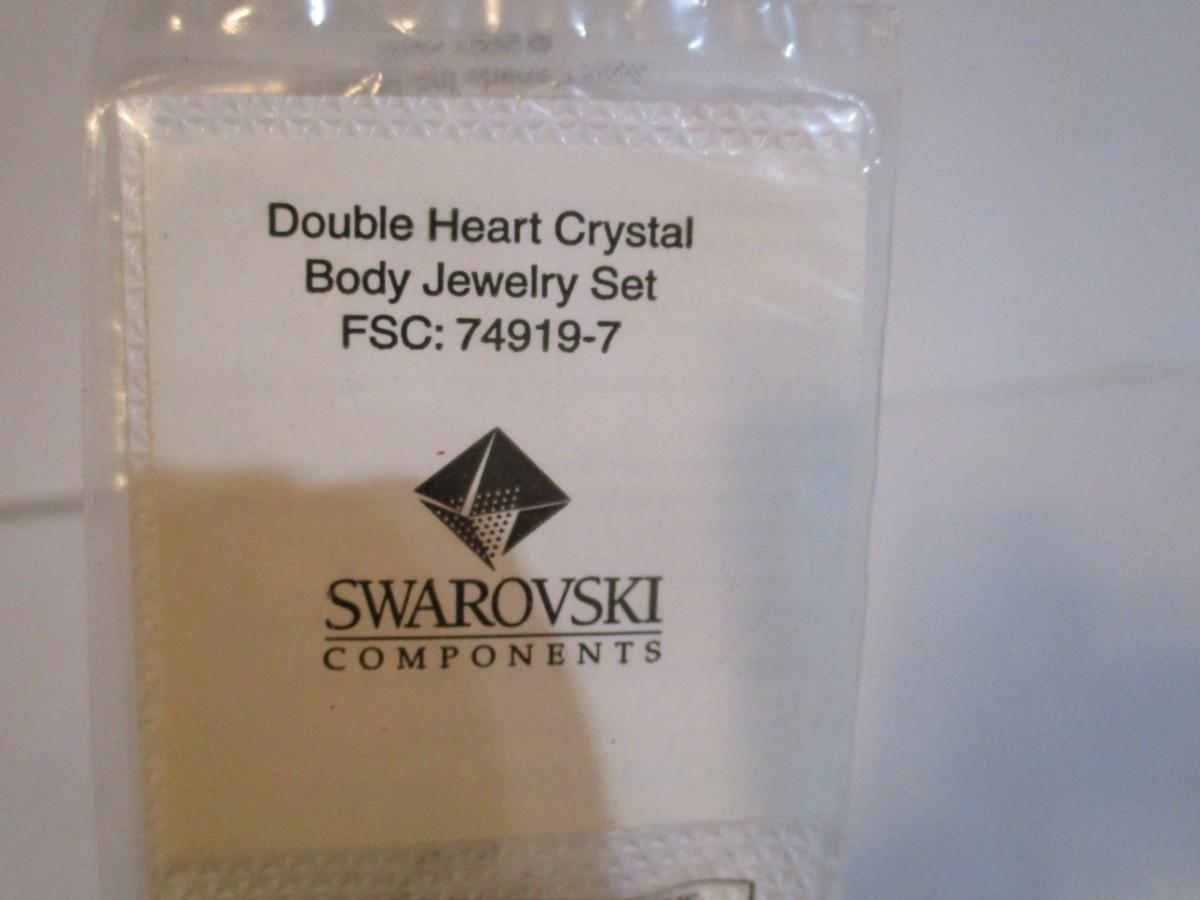 Double Heart Crystal
Body Jewelry Set
FSC: 74919-7
SWAROVSKI
COMPONENTS